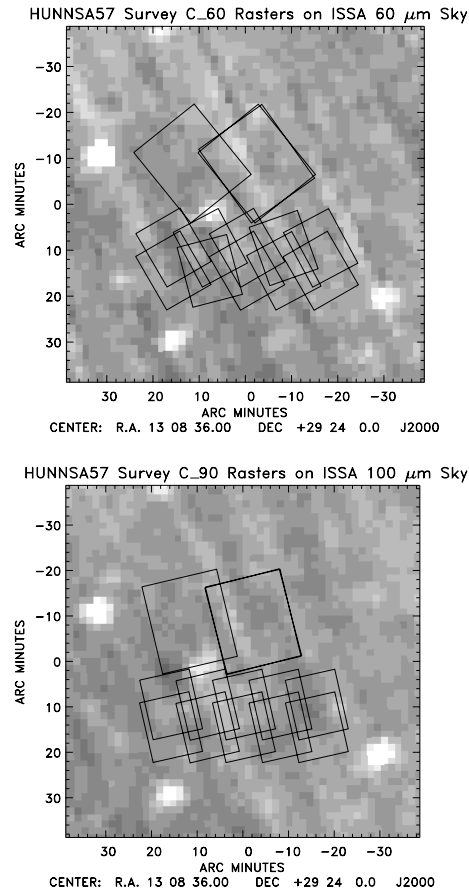 HUNNSA57 Survey C_60 Rasters on ISSA 60 μm Sky
-30
-20
-10
0
10
20
30
ARC MINUTES
30 20 10 0 -10 -20 -30
ARC MINUTES
CENTER: R.A. 13 08 36.00 DEC +29 24 0.0 J2000
HUNNSA57 Survey C_90 Rasters on ISSA 100 μm Sky
-30
-20
-10
0
10
20
30
ARC MINUTES
30 20 10 0 -10 -20 -30
ARC MINUTES
CENTER: R.A. 13 08 36.00 DEC +29 24 0.0 J2000